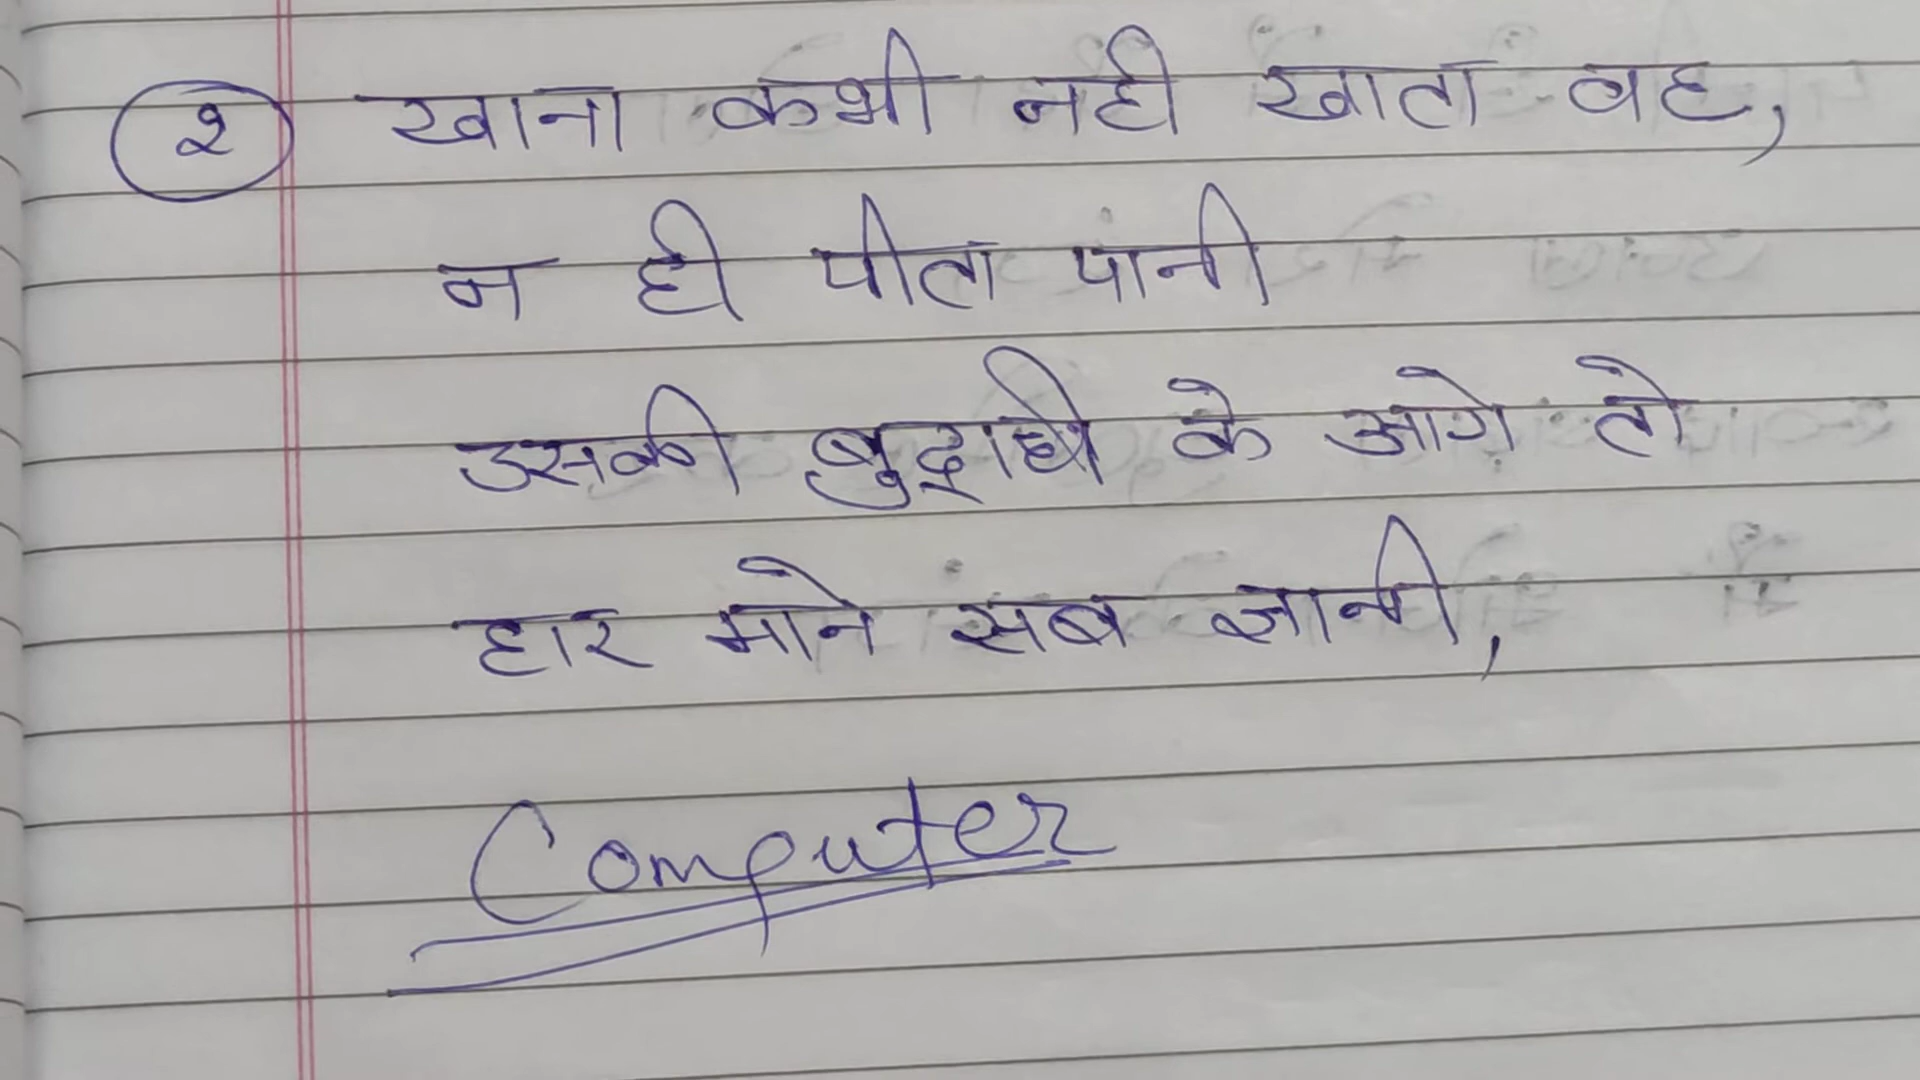 २ खाना कभी नही खाता वह,
न ही पीता पानी
उसकी बुद्धाधी के आगे तो
हार माने सब ज्ञानी,
Computer